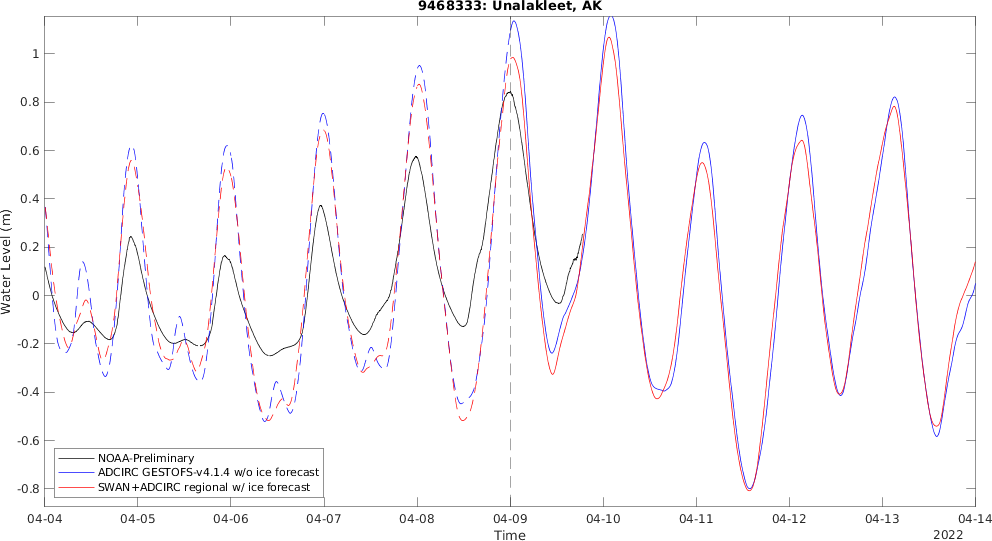 9468333: Unalakleet, AK
Water Level (m)
1
0.8
0.6
0.4
0.2
0
-0.2
-0.4
-0.6
-0.8
NOAA-Preliminary
ADCIRC GESTOFS-v4.1.4 w/o ice forecast
SWAN+ADCIRC regional w/ ice forecast
04-04 04-05 04-06 04-07 04-08 04-09 04-10 04-11 04-12 04-13 04-14
Time
2022